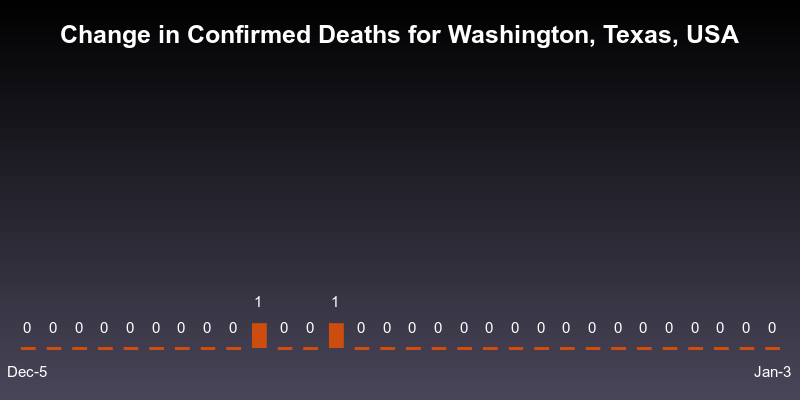 Change in Confirmed Deaths for Washington, Texas, USA
1 1
0 0 0 0 0 0 0 0 0 0 0 0 0 0 0 0 0 0 0 0 0 0 0 0 0 0 0 0
Dec-5 Jan-3